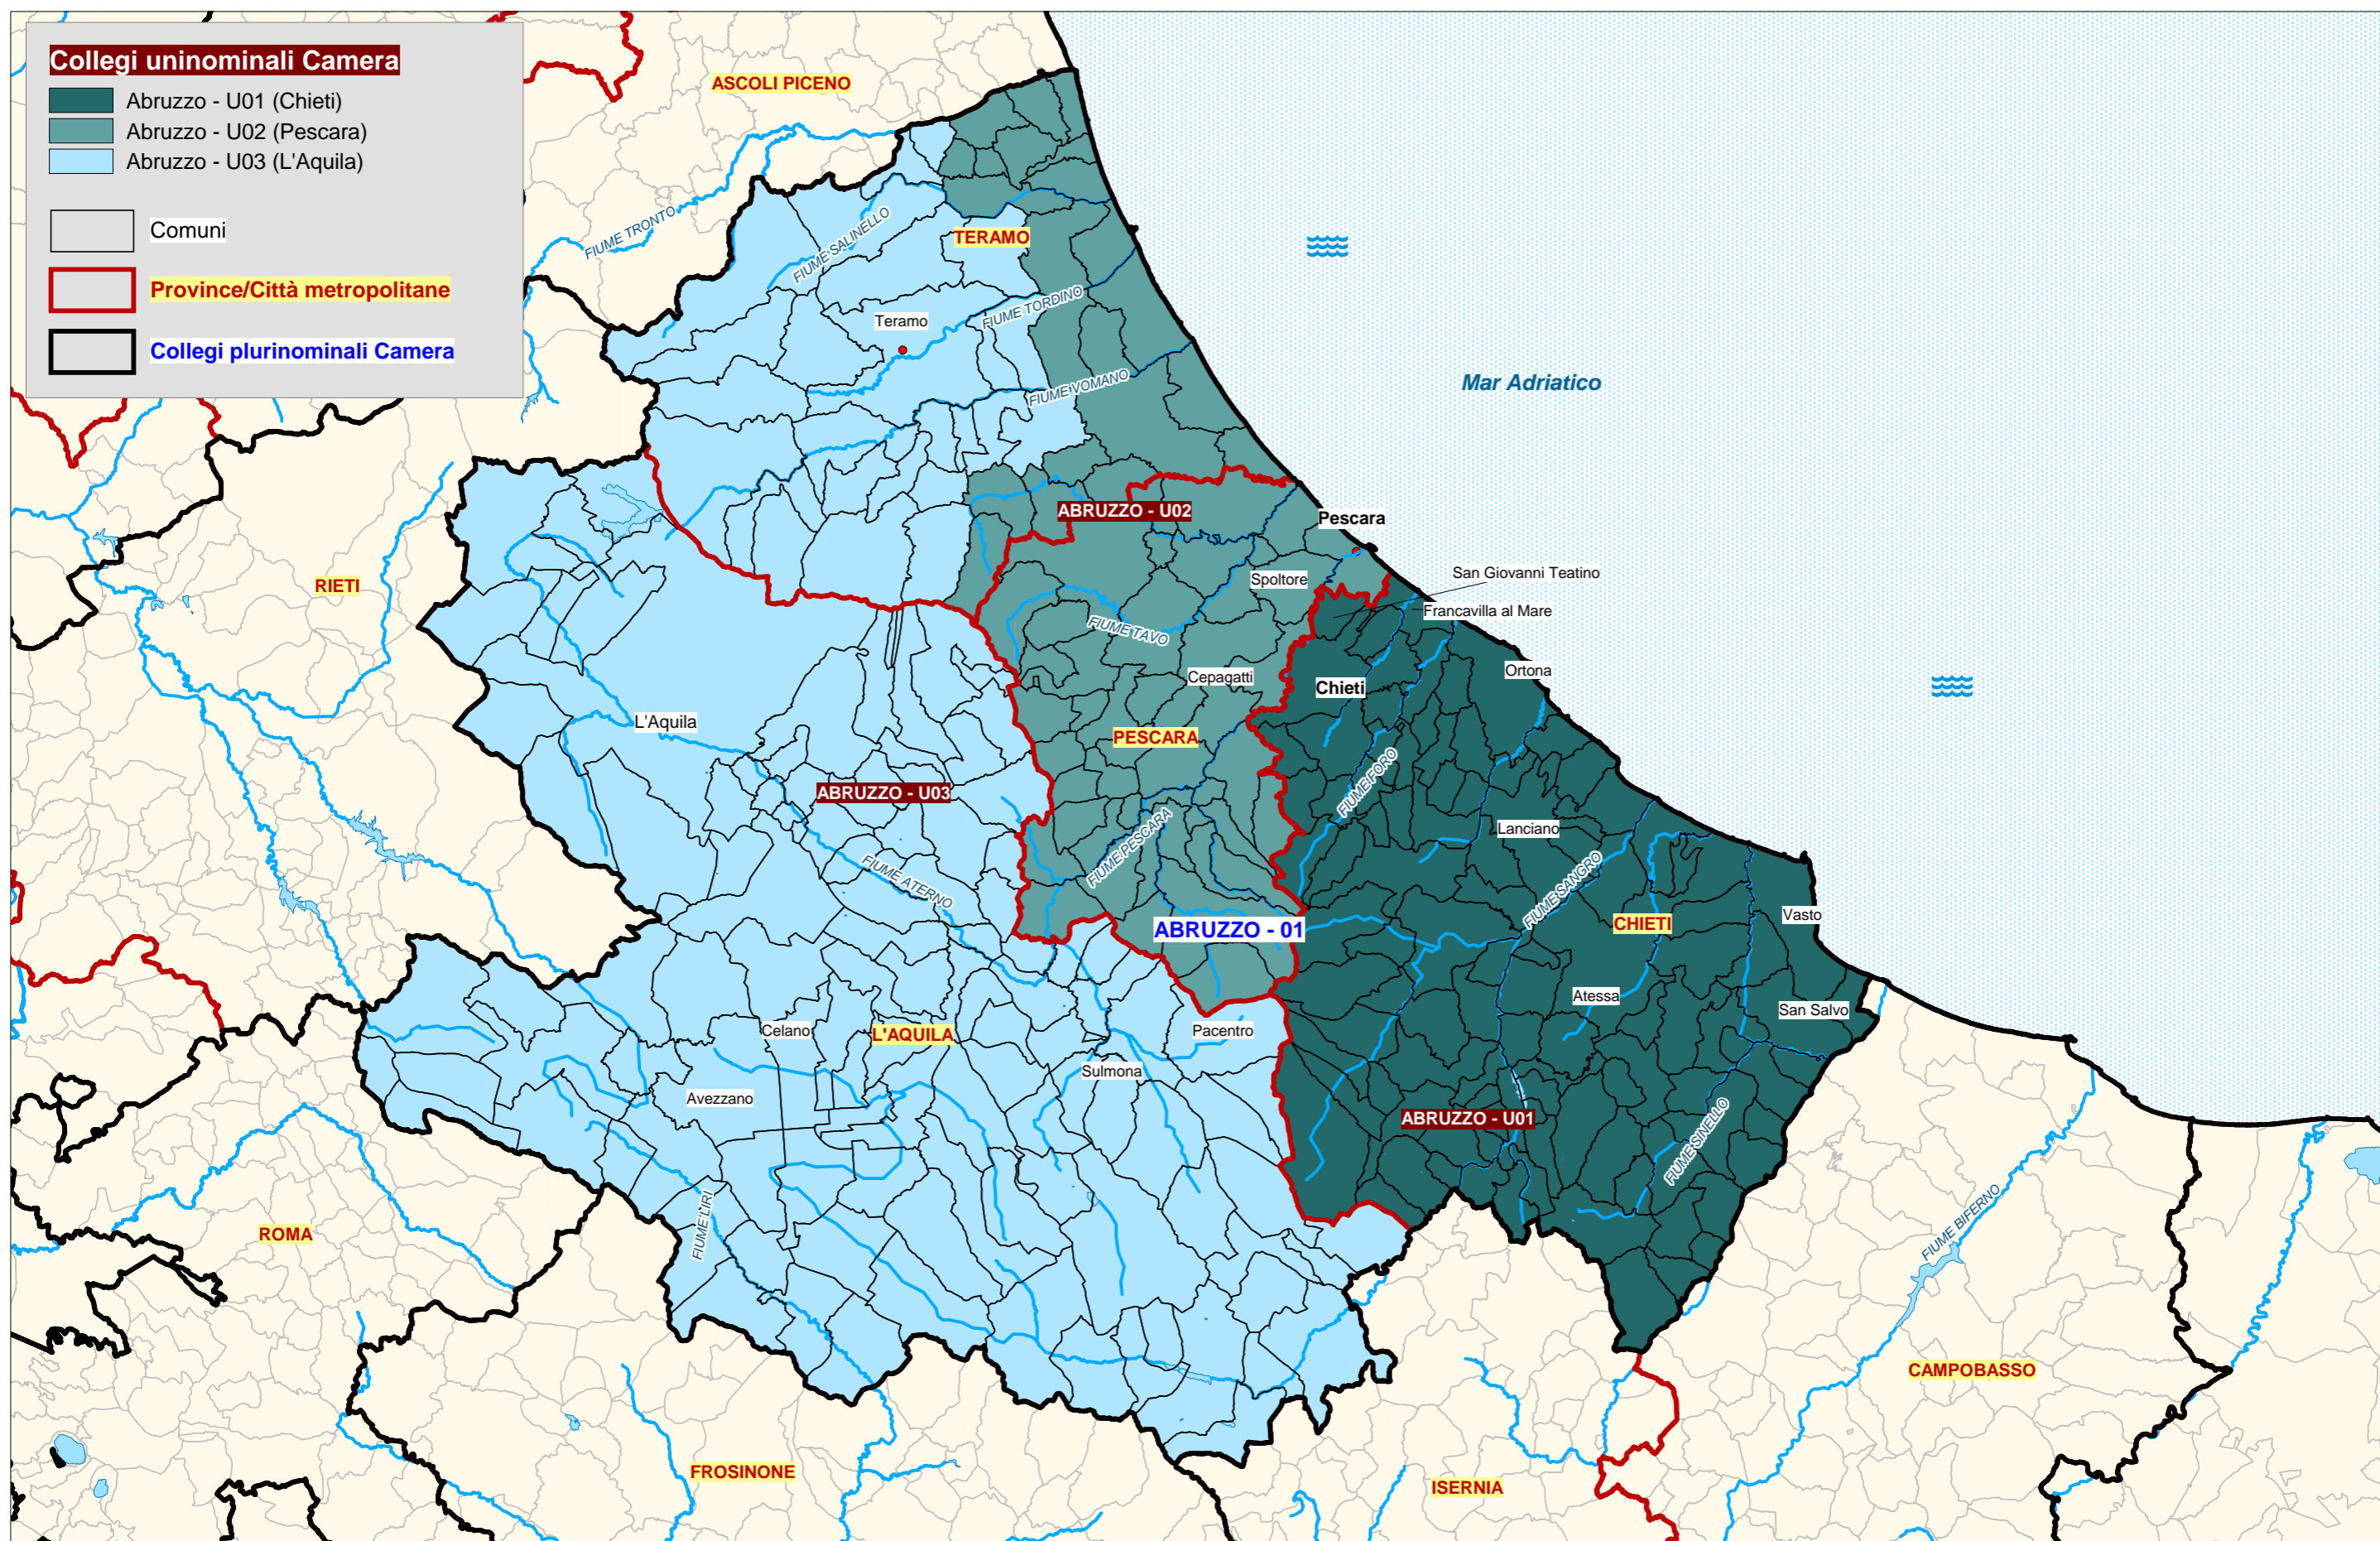 Collegi uninominali Camera
Abruzzo - U01 (Chieti)
Abruzzo - U02 (Pescara)
Abruzzo - U03 (L'Aquila)
Comuni
Province/Città metropolitane
Collegi plurinominali Camera
ASCOLI PICENO
FIUME TRONTO
FIUME SALINELLO
TERAMO
Teramo
FIUME TORDINO
FIUME VOMANO
Mar Adriatico
ABRUZZO - U02
Pescara
RIETI
Spoltore
San Giovanni Teatino
Francavilla al Mare
FIUME TAVO
Cepagatti
Chieti
Ortona
L'Aquila
PESCARA
ABRUZZO - U03
FIUME FORO
FIUME PESCARA
Lanciano
FIUME ATERNO
FIUME SANGRO
ABRUZZO - 01
CHIETI
Vasto
Atessa
San Salvo
Celano
L'AQUILA
Pacentro
Sulmona
Avezzano
ABRUZZO - U01
FIUME SINELLO
FIUME LIRI
ROMA
FIUME BIFERNO
CAMPOBASSO
FROSINONE
ISERNIA